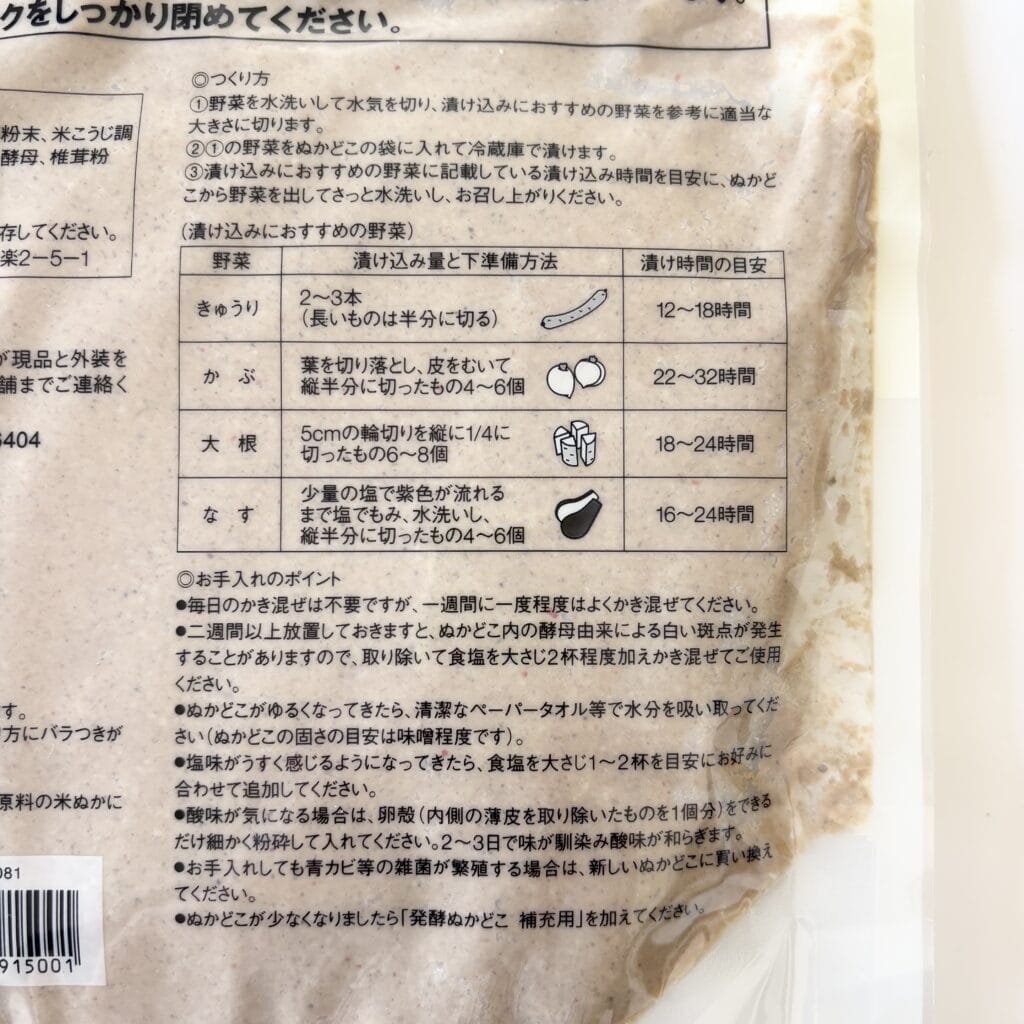 クをしっかり閉めてください。
粉末、米こうじ調
酵母、椎茸粉
存してください。
楽2－5－1
が現品と外装を
舗までご連絡く
6404
す。
方にバラつきが
原料の米ぬかに
081
915001
◎つくり方
①野菜を水洗いして水気を切り、漬け込みにおすすめの野菜を参考に適当な
大きさに切ります。
②①の野菜をぬかどこの袋に入れて冷蔵庫で漬けます。
③漬け込みにおすすめの野菜に記載している漬け込み時間を目安に、ぬかど
こから野菜を出してさっと水洗いし、お召し上がりください。
（漬け込みにおすすめの野菜）
野菜 漬け込み量と下準備方法 漬け時間の目安
きゅうり 2～3本 12～18時間
（長いものは半分に切る）
かぶ 葉を切り落とし、皮をむいて 22～32時間
縦半分に切ったもの4～6個
大根 5cmの輪切りを縦に1/4に 18～24時間
切ったもの6～8個
なす 少量の塩で紫色が流れる 16～24時間
まで塩でもみ、水洗いし、
縦半分に切ったもの4～6個
◎お手入れのポイント
●毎日のかき混ぜは不要ですが、一週間に一度程度はよくかき混ぜてください。
●二週間以上放置しておきますと、ぬかどこ内の酵母由来による白い斑点が発生
することがありますので、取り除いて食塩を大さじ2杯程度加えかき混ぜてご使用
ください。
●ぬかどこがゆるくなってきたら、清潔なペーパータオル等で水分を吸い取ってくだ
さい（ぬかどこの固さの目安は味噌程度です）。
●塩味がうすく感じるようになってきたら、食塩を大さじ1～2杯を目安にお好みに
合わせて追加してください。
●酸味が気になる場合は、卵殻（内側の薄皮を取り除いたものを1個分）をできる
だけ細かく粉砕して入れてください。2～3日で味が馴染み酸味が和らぎます。
●お手入れしても青カビ等の雑菌が繁殖する場合は、新しいぬかどこに買い換え
てください。
●ぬかどこが少なくなりましたら「発酵ぬかどこ 補充用」を加えてください。